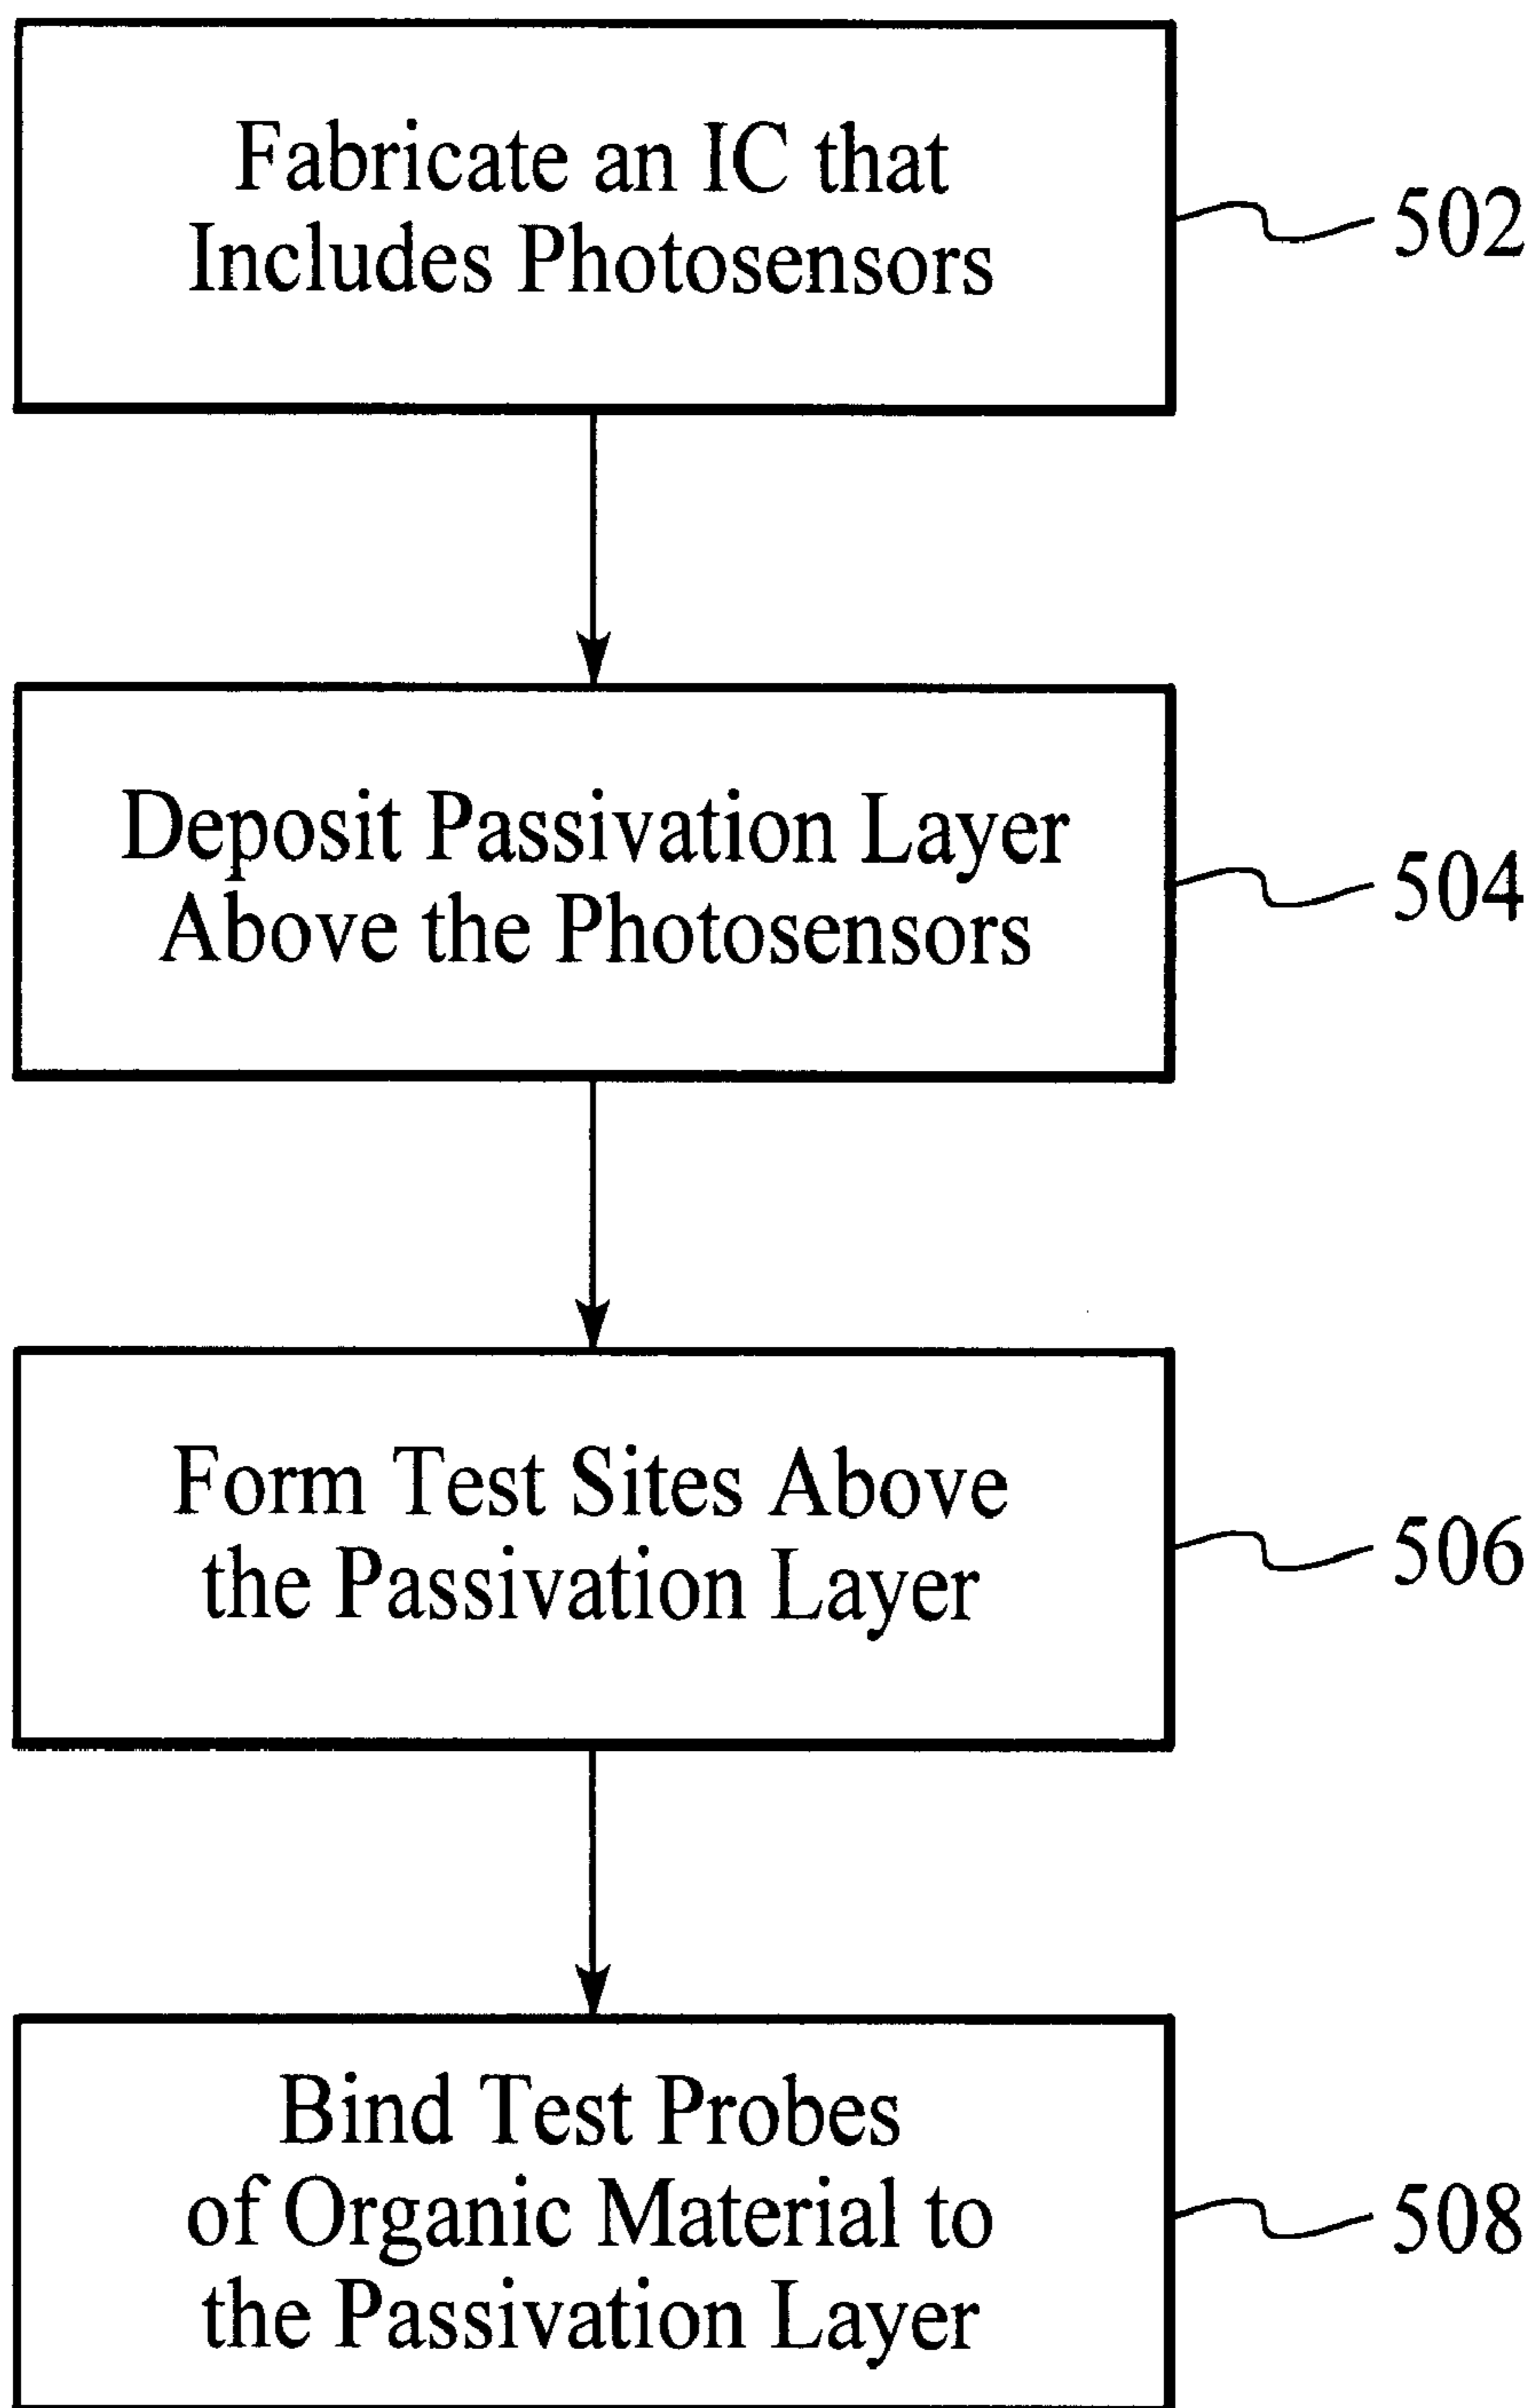 Fabricate an IC that
Includes Photosensors
502
Deposit Passivation Layer
Above the Photosensors
504
Form Test Sites Above
the Passivation Layer
506
Bind Test Probes
of Organic Material to
the Passivation Layer
508